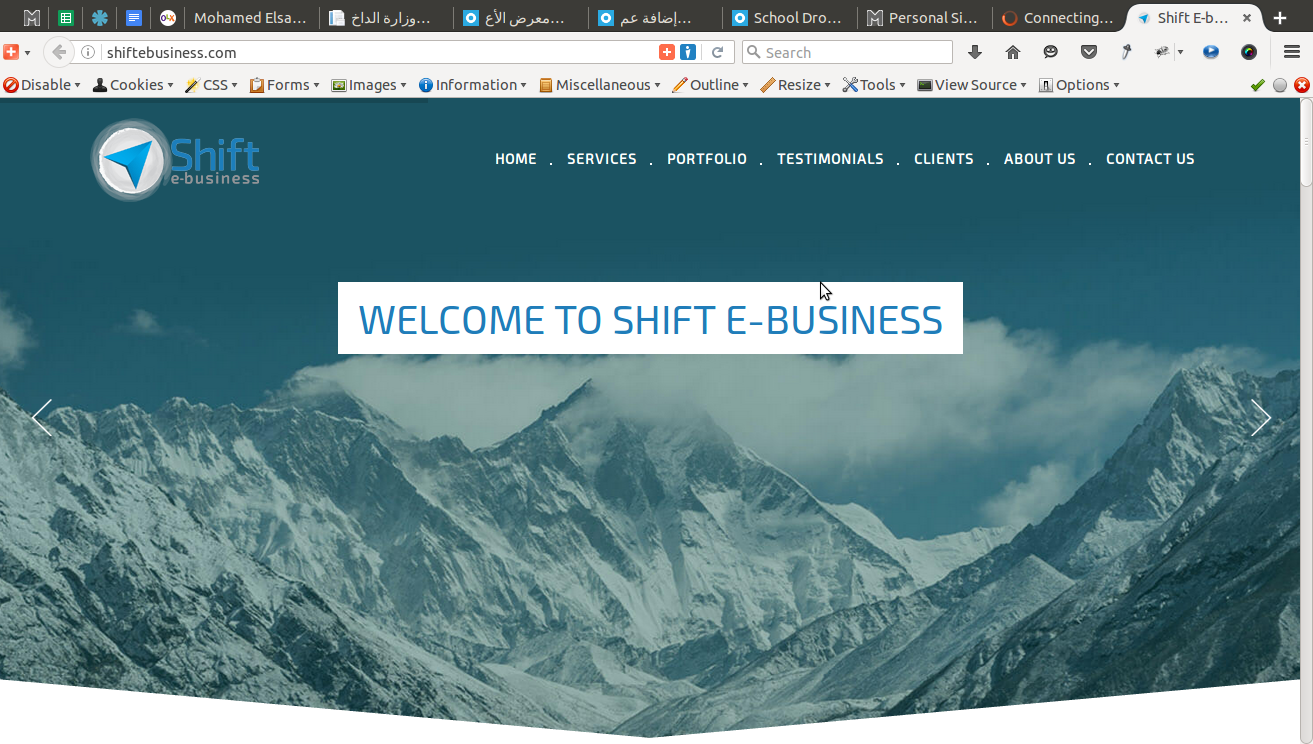 Mohamed Elsa...
وزارة الداخ...
معرض الأع...
إضافة عم...
School Dro...
Personal Si...
Connecting...
Shift E-b...
shiftebusiness.com
Search
Disable
Cookies
CSS
Forms
Images
Information
Miscellaneous
Outline
Resize
Tools
View Source
Options
Shift
e-business
HOME . SERVICES . PORTFOLIO . TESTIMONIALS . CLIENTS . ABOUT US . CONTACT US
WELCOME TO SHIFT E-BUSINESS